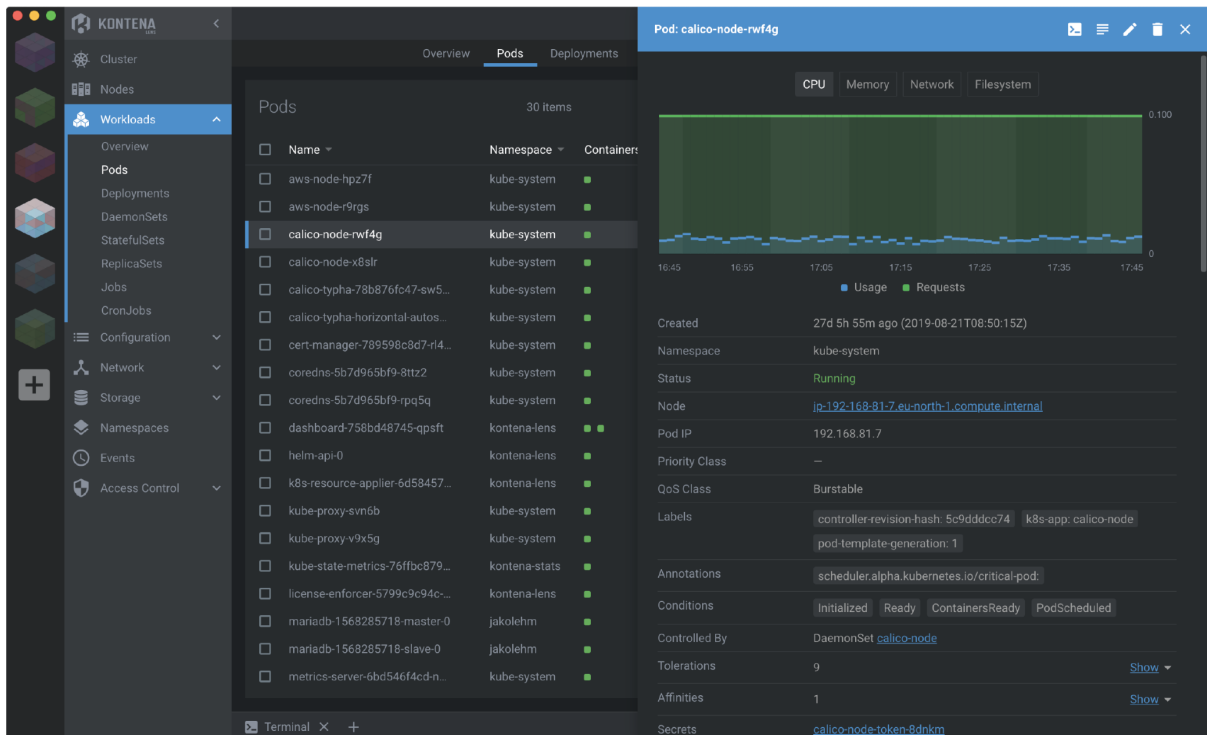 KONTENA
LABS
Cluster
Nodes
Workloads
Overview
Pods
Deployments
DaemonSets
StatefulSets
ReplicaSets
Jobs
CronJobs
Configuration
Network
Storage
Namespaces
Events
Access Control
Overview Pods Deployments
Pods 30 items
Name Namespace Containers
aws-node-hpz7f kube-system
aws-node-r9rgs kube-system
calico-node-rwf4g kube-system
calico-node-x8slr kube-system
calico-typha-78b876fc47-sw5... kube-system
calico-typha-horizontal-autos... kube-system
cert-manager-789598c8d7-rl4... kube-system
coredns-5b7d965bf9-8ttz2 kube-system
coredns-5b7d965bf9-rpq5q kube-system
dashboard-758bd48745-qpsft kontena-lens
helm-api-0 kontena-lens
k8s-resource-applier-6d58457... kontena-lens
kube-proxy-svn6b kube-system
kube-proxy-v9x5g kube-system
kube-state-metrics-76ffbc879... kontena-stats
license-enforcer-5799c9c94c-... kontena-lens
mariadb-1568285718-master-0 jakolehm
mariadb-1568285718-slave-0 jakolehm
metrics-server-6bd546f4cd-n... kube-system
Terminal
Pod: calico-node-rwf4g
CPU Memory Network Filesystem
0.100
0
16:45 16:55 17:05 17:15 17:25 17:35 17:45
Usage Requests
Created 27d 5h 55m ago (2019-08-21T08:50:15Z)
Namespace kube-system
Status Running
Node ip-192-168-81-7.eu-north-1.compute.internal
Pod IP 192.168.81.7
Priority Class —
QoS Class Burstable
Labels controller-revision-hash: 5c9dddcc74 k8s-app: calico-node
pod-template-generation: 1
Annotations scheduler.alpha.kubernetes.io/critical-pod:
Conditions Initialized Ready ContainersReady PodScheduled
Controlled By DaemonSet calico-node
Tolerations 9 Show
Affinities 1 Show
Secrets calico-node-token-8dnkm